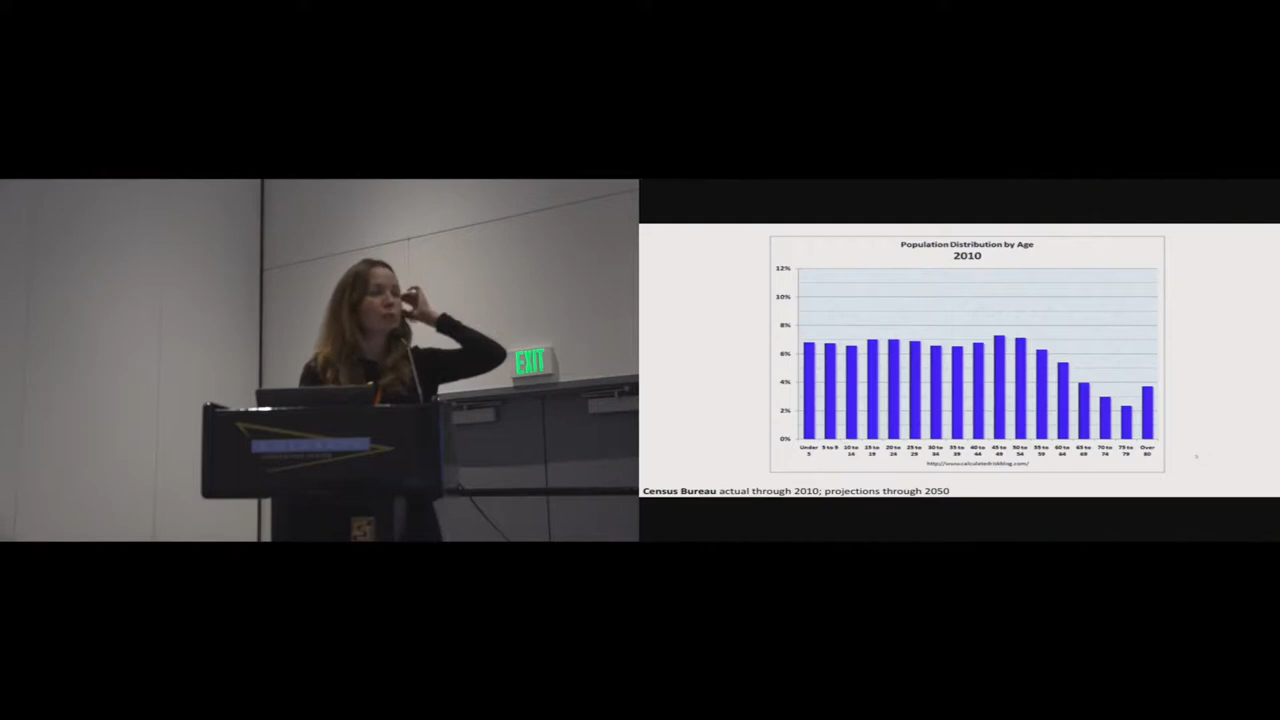 EXIT
Population Distribution by Age
2010
12%
10%
8%
6%
4%
2%
0%
Under 5
5 to 9
10 to 14
15 to 19
20 to 24
25 to 29
30 to 34
35 to 39
40 to 44
45 to 49
50 to 54
55 to 59
60 to 64
65 to 69
70 to 74
75 to 79
Over 80
http://www.calculatedriskblog.com/
Census Bureau actual through 2010; projections through 2050